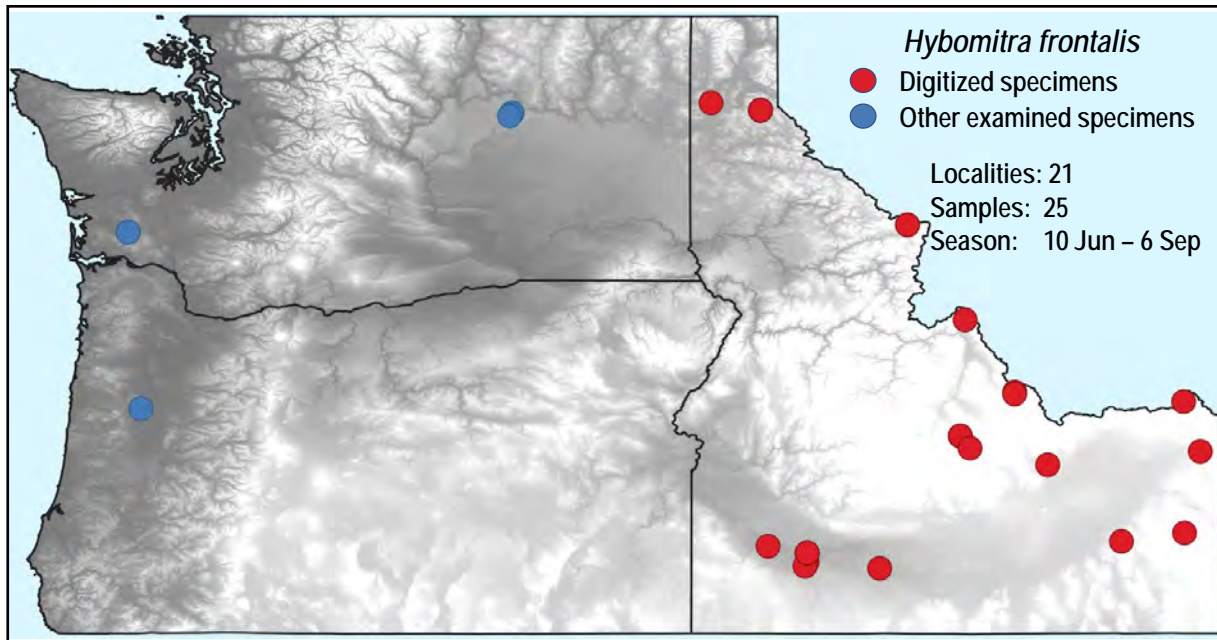 Hybomitra frontalis
Digitized specimens
Other examined specimens
Localities: 21
Samples: 25
Season: 10 Jun – 6 Sep